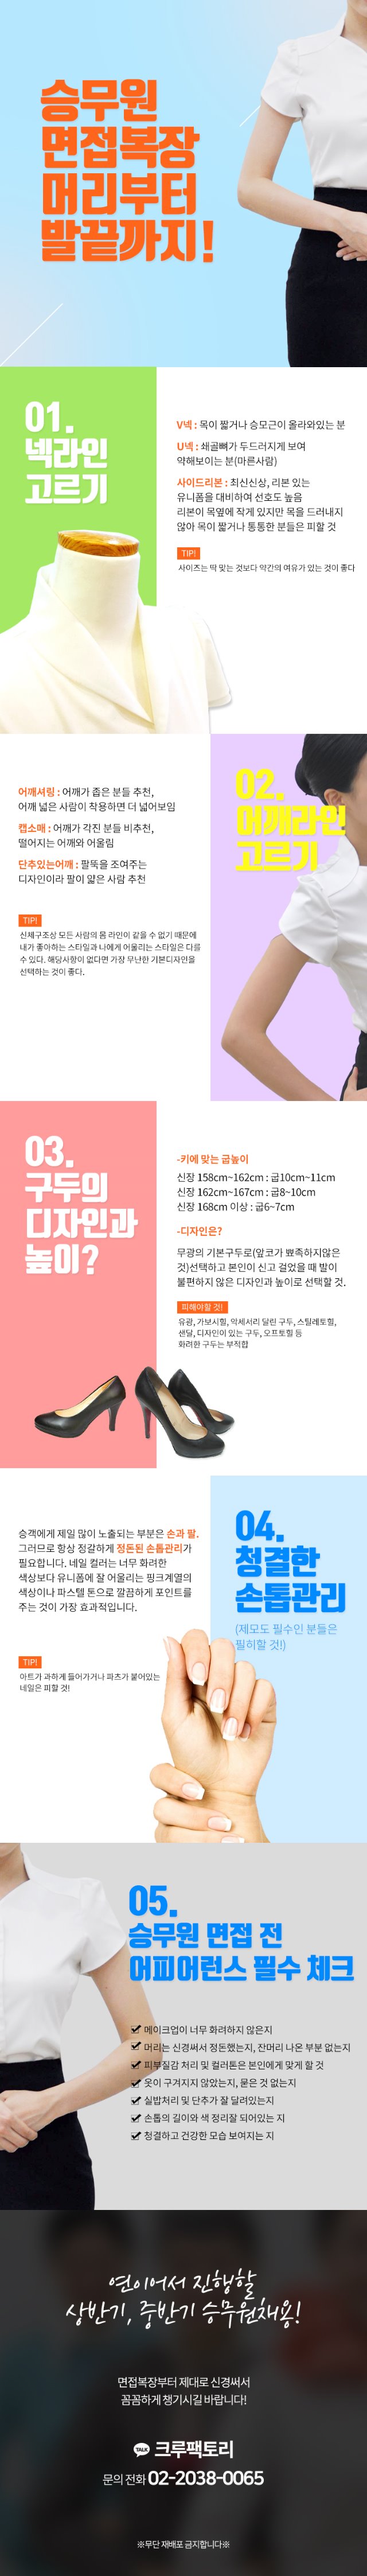 승무원
면접복장
머리부터
발끝까지!
01.
넥라인
고르기
V넥 : 목이 짧거나 승모근이 올라와있는 분
U넥 : 쇄골뼈가 두드러지게 보여
약해보이는 분(마른사람)
사이드리본 : 최신신상, 리본 있는
유니폼을 대비하여 선호도 높음
리본이 목옆에 작게 있지만 목을 드러내지
않아 목이 짧거나 통통한 분들은 피할 것
TIP!
사이즈는 딱 맞는 것보다 약간의 여유가 있는 것이 좋다
02.
어깨라인
고르기
어깨셔링 : 어깨가 좁은 분들 추천,
어깨 넓은 사람이 착용하면 더 넓어보임
캡소매 : 어깨가 각진 분들 비추천,
떨어지는 어깨와 어울림
단추있는어깨 : 팔뚝을 조여주는
디자인이라 팔이 얇은 사람 추천
TIP!
신체구조상 모든 사람의 몸 라인이 같을 수 없기 때문에
내가 좋아하는 스타일과 나에게 어울리는 스타일은 다를
수 있다. 해당사항이 없다면 가장 무난한 기본디자인을
선택하는 것이 좋다.
03.
구두의
디자인과
높이?
-키에 맞는 굽높이
신장 158cm~162cm : 굽10cm~11cm
신장 162cm~167cm : 굽8~10cm
신장 168cm 이상 : 굽6~7cm
-디자인은?
무광의 기본구두로(앞코가 뾰족하지않은
것)선택하고 본인이 신고 걸었을 때 발이
불편하지 않은 디자인과 높이로 선택할 것.
피해야할 것!
유광, 가보시힐, 악세서리 달린 구두, 스틸레토힐,
샌달, 디자인이 있는 구두, 오프토힐 등
화려한 구두는 부적합
04.
청결한
손톱관리
(제모도 필수인 분들은
필히할 것!)
승객에게 제일 많이 노출되는 부분은 손과 팔.
그러므로 항상 정갈하게 정돈된 손톱관리가
필요합니다. 네일 컬러는 너무 화려한
색상보다 유니폼에 잘 어울리는 핑크계열의
색상이나 파스텔 톤으로 깔끔하게 포인트를
주는 것이 가장 효과적입니다.
TIP!
아트가 과하게 들어가거나 파츠가 붙어있는
네일은 피할 것!
05.
승무원 면접 전
어피어런스 필수 체크
메이크업이 너무 화려하지 않은지
머리는 신경써서 정돈했는지, 잔머리 나온 부분 없는지
피부질감 처리 및 컬러톤은 본인에게 맞게 할 것
옷이 구겨지지 않았는지, 묻은 것 없는지
실밥처리 및 단추가 잘 달려있는지
손톱의 길이와 색 정리잘 되어있는 지
청결하고 건강한 모습 보여지는 지
연이어서 진행할,
상반기, 중반기 승무원채용!
면접복장부터 제대로 신경써서
꼼꼼하게 챙기시길 바랍니다!
TALK 크루팩토리
문의 전화 02-2038-0065
※무단 재배포 금지합니다※